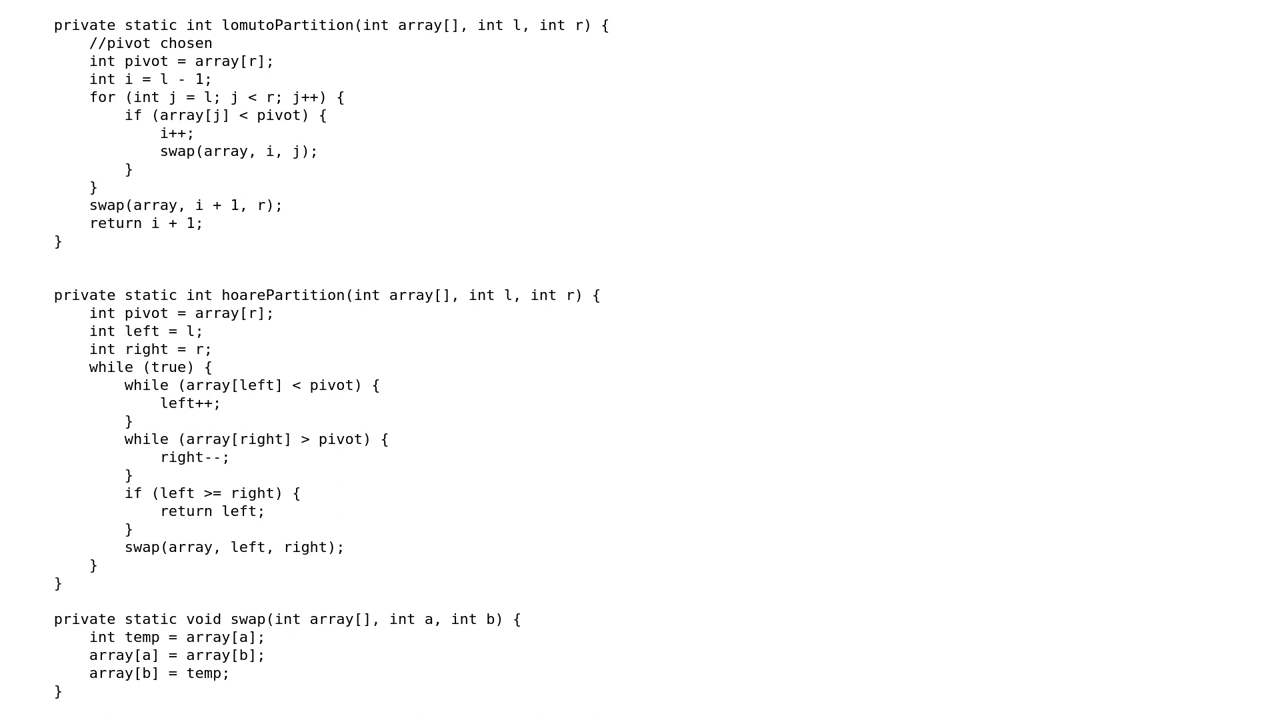 private static int lomutoPartition(int array[], int l, int r) {
    //pivot chosen
    int pivot = array[r];
    int i = l - 1;
    for (int j = l; j < r; j++) {
        if (array[j] < pivot) {
            i++;
            swap(array, i, j);
        }
    }
    swap(array, i + 1, r);
    return i + 1;
}


private static int hoarePartition(int array[], int l, int r) {
    int pivot = array[r];
    int left = l;
    int right = r;
    while (true) {
        while (array[left] < pivot) {
            left++;
        }
        while (array[right] > pivot) {
            right--;
        }
        if (left >= right) {
            return left;
        }
        swap(array, left, right);
    }
}

private static void swap(int array[], int a, int b) {
    int temp = array[a];
    array[a] = array[b];
    array[b] = temp;
}